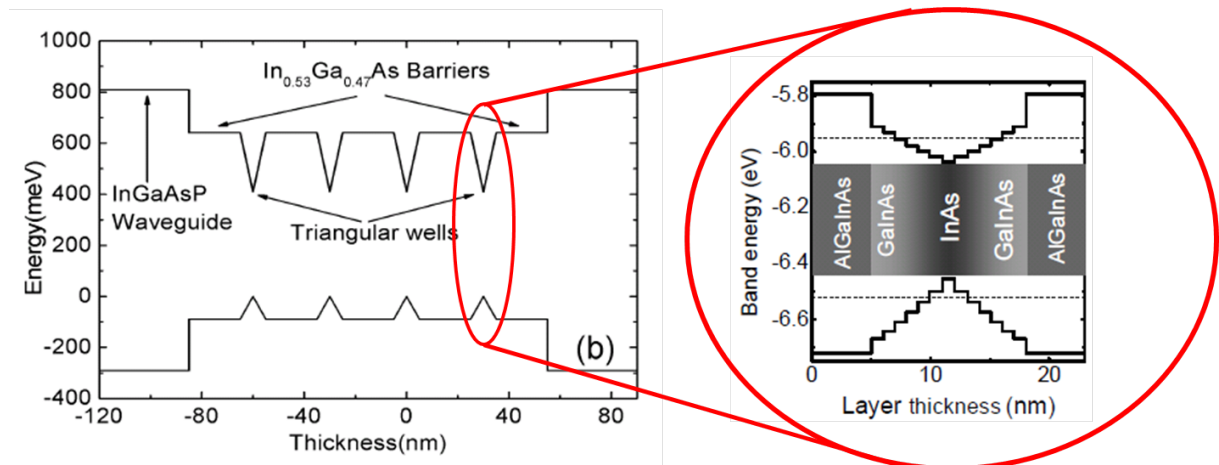 1000
800
600
400
200
0
-200
-400
Energy(meV)
In0.53Ga0.47As Barriers
InGaAsP
Waveguide
Triangular wells
(b)
-120
-80
-40
0
40
80
Thickness(nm)
-5.8
-6.0
-6.2
-6.4
-6.6
Band energy (eV)
AlGaInAs
GaInAs
InAs
GaInAs
AlGaInAs
0
10
20
Layer thickness (nm)